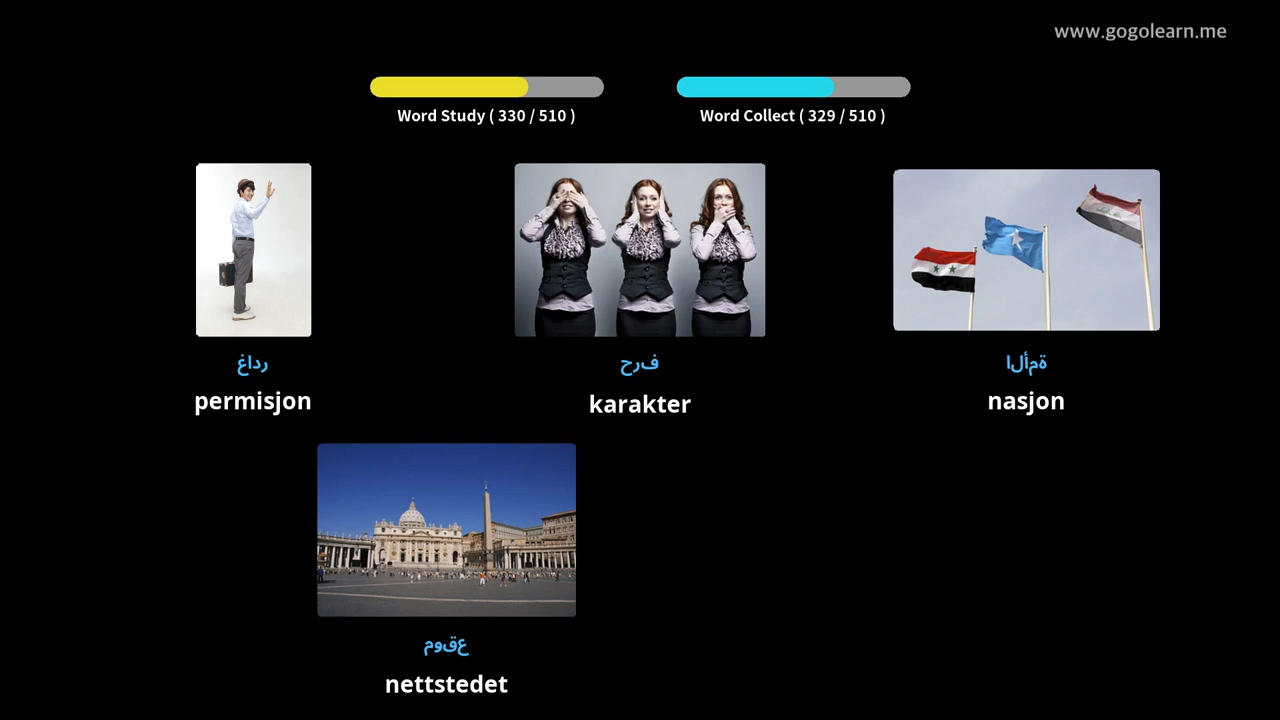 www.gogolearn.me
Word Study ( 330 / 510 )
Word Collect ( 329 / 510 )
رداغ
permisjon
فرح
karakter
ةمألا
nasjon
عقوم
nettstedet